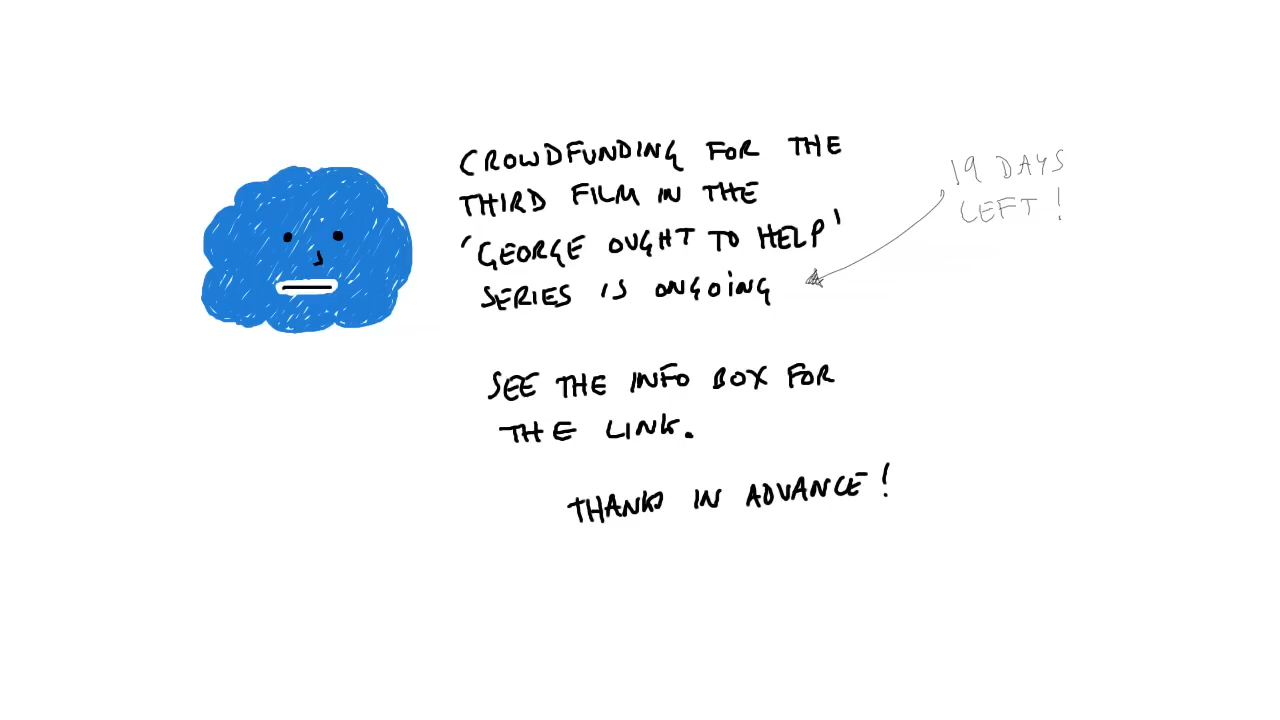 CROWDFUNDING FOR THE
THIRD FILM IN THE
'GEORGE OUGHT TO HELP'
SERIES IS ONGOING
19 DAYS
LEFT!
SEE THE INFO BOX FOR
THE LINK.
THANKS IN ADVANCE!